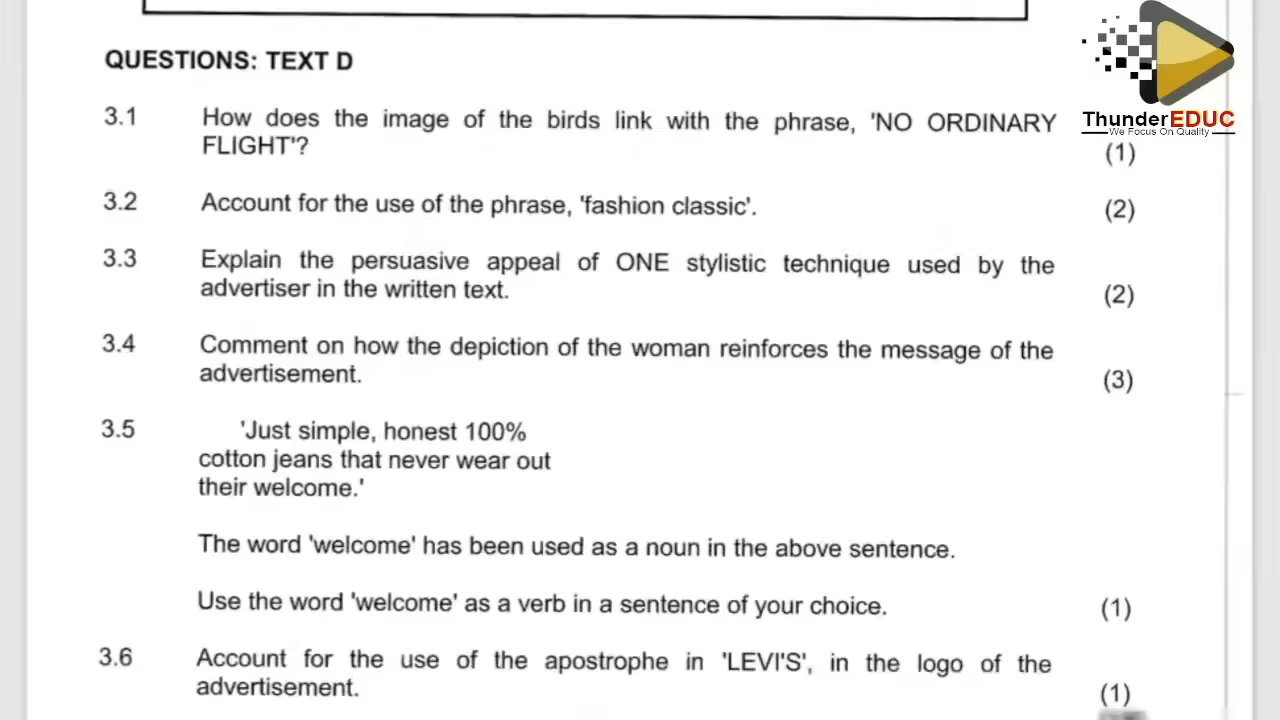 QUESTIONS: TEXT D
ThunderEDUC
We Focus On Quality
3.1 How does the image of the birds link with the phrase, 'NO ORDINARY
FLIGHT'? (1)
3.2 Account for the use of the phrase, 'fashion classic'. (2)
3.3 Explain the persuasive appeal of ONE stylistic technique used by the
advertiser in the written text. (2)
3.4 Comment on how the depiction of the woman reinforces the message of the
advertisement. (3)
3.5 'Just simple, honest 100%
cotton jeans that never wear out
their welcome.'
The word 'welcome' has been used as a noun in the above sentence.
Use the word 'welcome' as a verb in a sentence of your choice. (1)
3.6 Account for the use of the apostrophe in 'LEVI'S', in the logo of the
advertisement. (1)